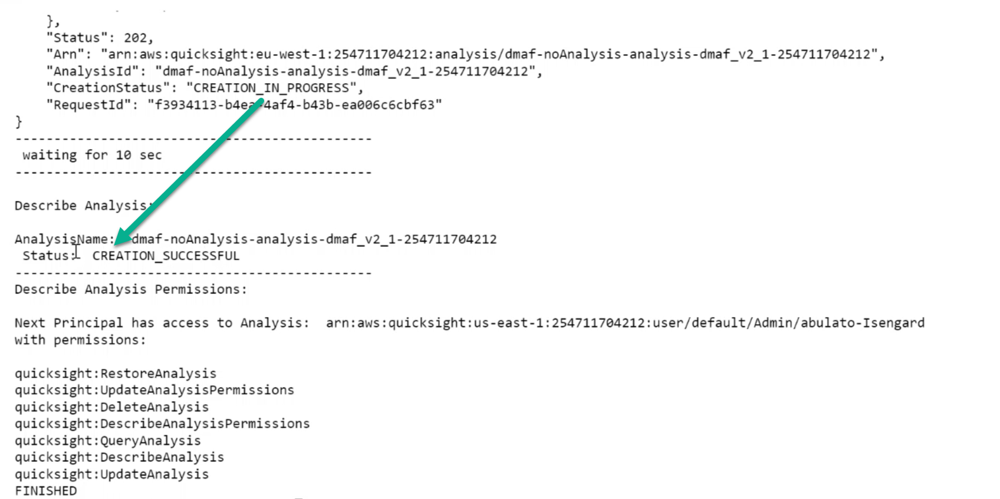 },
"Status": 202,
"Arn": "arn:aws:quicksight:eu-west-1:254711704212:analysis/dmaf-noAnalysis-analysis-dmaf_v2_1-254711704212",
"AnalysisId": "dmaf-noAnalysis-analysis-dmaf_v2_1-254711704212",
"CreationStatus": "CREATION_IN_PROGRESS",
"RequestId": "f3934113-b4ea-4af4-b43b-ea006c6cbf63"
}
----------------------------------------------
waiting for 10 sec
----------------------------------------------
Describe Analysis:
AnalysisName: dmaf-noAnalysis-analysis-dmaf_v2_1-254711704212
Status: CREATION_SUCCESSFUL
----------------------------------------------
Describe Analysis Permissions:
Next Principal has access to Analysis: arn:aws:quicksight:us-east-1:254711704212:user/default/Admin/abulato-Isengard
with permissions:
quicksight:RestoreAnalysis
quicksight:UpdateAnalysisPermissions
quicksight:DeleteAnalysis
quicksight:DescribeAnalysisPermissions
quicksight:QueryAnalysis
quicksight:DescribeAnalysis
quicksight:UpdateAnalysis
FINISHED